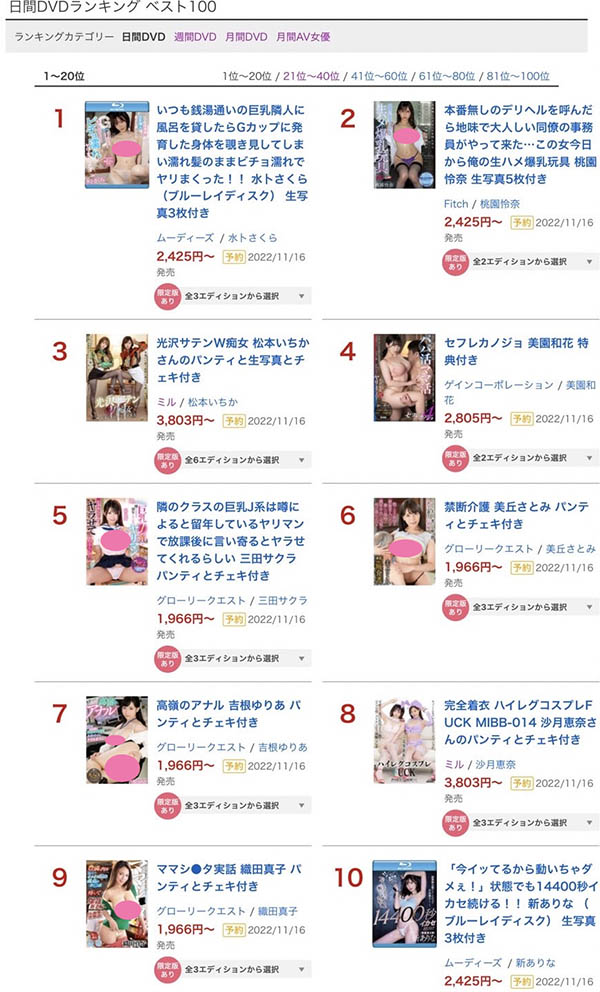 日間DVDランキング ベスト100
ランキングカテゴリー 日間DVD 週間DVD 月間DVD 月間AV女優
1〜20位 1位〜20位 / 21位〜40位 / 41位〜60位 / 61位〜80位 / 81位〜100位
1
いつも銭湯通いの巨乳隣人に
風呂を貸したらGカップに発
育した身体を覗き見してしま
い濡れ髪のままビチョ濡れで
ヤリまくった！！ 水卜さくら
（ブルーレイディスク） 生写
真3枚付き
ムーディーズ / 水卜さくら
2,425円〜 予約 2022/11/16
発売
限定版
あり
全3エディションから選択
2
本番無しのデリヘルを呼んだ
ら地味で大人しい同僚の事務
員がやって来た…この女今日
から俺の生ハメ爆乳玩具 桃園
怜奈 生写真5枚付き
Fitch / 桃園怜奈
2,425円〜 予約 2022/11/16
発売
限定版
あり
全2エディションから選択
3
光沢サテンW痴女 松本いちか
さんのパンティと生写真とチ
ェキ付き
ミル / 松本いちか
3,803円〜 予約 2022/11/16
発売
限定版
あり
全6エディションから選択
4
セフレカノジョ 美園和花 特
典付き
ゲインコーポレーション / 美園和
花
2,805円〜 予約 2022/11/16
発売
限定版
あり
全2エディションから選択
5
隣のクラスの巨乳J系は噂に
よると留年しているヤリマン
で放課後に言い寄るとヤラせ
てくれるらしい 三田サクラ
パンティとチェキ付き
グローリークエスト / 三田サクラ
1,966円〜 予約 2022/11/16
発売
限定版
あり
全3エディションから選択
6
禁断介護 美丘さとみ パンテ
ィとチェキ付き
グローリークエスト / 美丘さとみ
1,966円〜 予約 2022/11/16
発売
限定版
あり
全3エディションから選択
7
高嶺のアナル 吉根ゆりあ パ
ンティとチェキ付き
グローリークエスト / 吉根ゆりあ
1,966円〜 予約 2022/11/16
発売
限定版
あり
全3エディションから選択
8
完全着衣 ハイレグコスプレF
UCK MIBB-014 沙月恵奈さ
んのパンティとチェキ付き
ミル / 沙月恵奈
3,803円〜 予約 2022/11/16
発売
限定版
あり
全3エディションから選択
9
ママシ●タ実話 織田真子 パ
ンティとチェキ付き
グローリークエスト / 織田真子
1,966円〜 予約 2022/11/16
発売
限定版
あり
全3エディションから選択
10
「今イッてるから動いちゃダ
メぇ！」状態でも14400秒イ
カせ続ける！！ 新ありな （
ブルーレイディスク） 生写真
3枚付き
ムーディーズ / 新ありな
2,425円〜 予約 2022/11/16